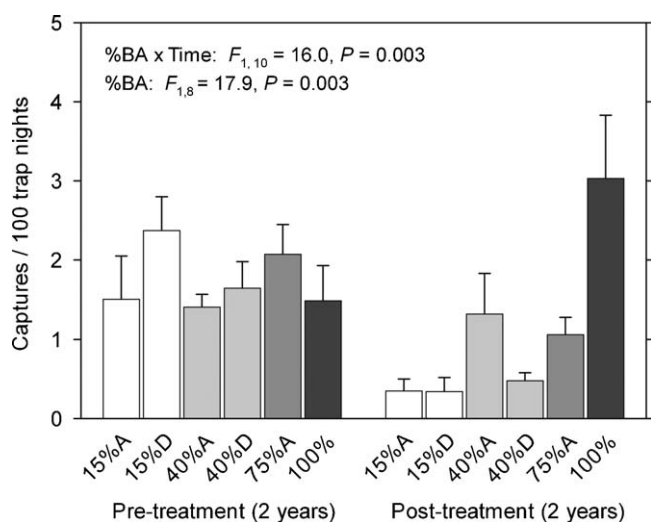 5
4
3
2
1
0
Captures / 100 trap nights
%BA x Time: F1, 10 = 16.0, P = 0.003
%BA: F1,8 = 17.9, P = 0.003
15%A 15%D 40%A 40%D 75%A 100% 15%A 15%D 40%A 40%D 75%A 100%
Pre-treatment (2 years) Post-treatment (2 years)